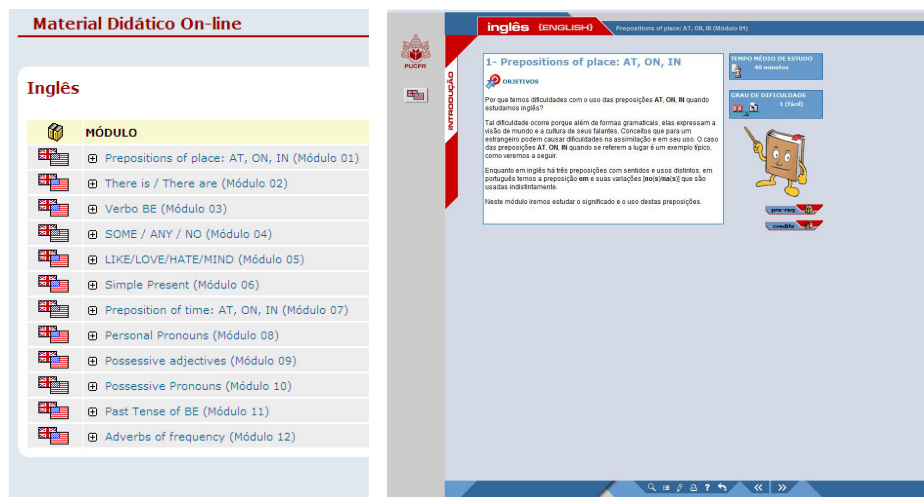 Material Didático On-line
Inglês
MÓDULO
Prepositions of place: AT, ON, IN (Módulo 01)
There is / There are (Módulo 02)
Verbo BE (Módulo 03)
SOME / ANY / NO (Módulo 04)
LIKE/LOVE/HATE/MIND (Módulo 05)
Simple Present (Módulo 06)
Preposition of time: AT, ON, IN (Módulo 07)
Personal Pronouns (Módulo 08)
Possessive adjectives (Módulo 09)
Possessive Pronouns (Módulo 10)
Past Tense of BE (Módulo 11)
Adverbs of frequency (Módulo 12)
PUCPR
inglês (ENGLISH)
Prepositions of place: AT, ON, IN (Módulo 01)
INTRODUÇÃO
1- Prepositions of place: AT, ON, IN
OBJETIVOS
Por que temos dificuldades com o uso das preposições AT, ON, IN quando
estudamos inglês?
Tal dificuldade ocorre porque além de formas gramaticais, elas expressam a
visão de mundo e a cultura de seus falantes. Conceitos que para um
estrangeiro podem causar dificuldades na assimilação e em seu uso. O caso
das preposições AT, ON, IN quando se referem a lugar é um exemplo típico,
como veremos a seguir.
Enquanto em inglês há três preposições com sentidos e usos distintos, em
português temos a preposição em e suas variações [no(s)/na(s)] que são
usadas indistintamente.
Neste módulo iremos estudar o significado e o uso destas preposições.
TEMPO MÉDIO DE ESTUDO
40 minutos
GRAU DE DIFICULDADE
1 (fácil)
pre-req
credits